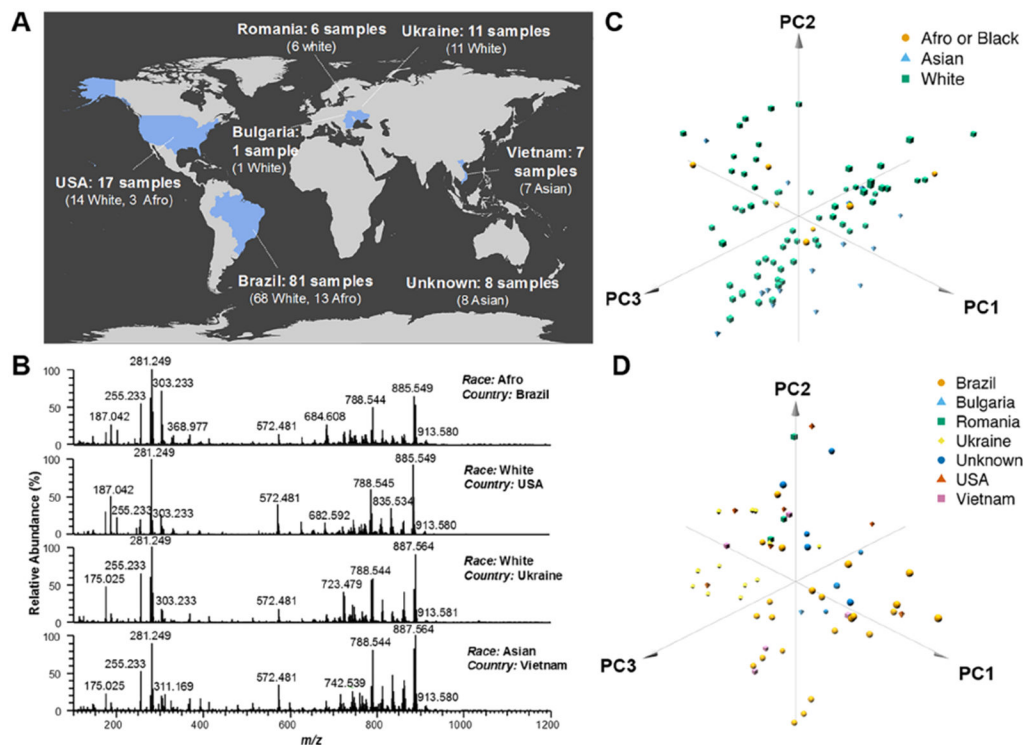 A
Romania: 6 samples
(6 white)
Ukraine: 11 samples
(11 White)
Bulgaria:
1 sample
(1 White)
Vietnam: 7
samples
(7 Asian)
USA: 17 samples
(14 White, 3 Afro)
Brazil: 81 samples
(68 White, 13 Afro)
Unknown: 8 samples
(8 Asian)
B
Relative Abundance (%)
100
50
0
281.249
255.233
303.233
187.042
368.977
572.481
684.608
788.544
885.549
913.580
Race: Afro
Country: Brazil
100
50
0
281.249
187.042
255.233
303.233
572.481
682.592
788.545
835.534
885.549
913.580
Race: White
Country: USA
100
50
0
281.249
255.233
175.025
303.233
572.481
723.479
788.544
887.564
913.581
Race: White
Country: Ukraine
100
50
0
281.249
255.233
175.025
311.169
572.481
742.539
788.544
887.564
913.580
Race: Asian
Country: Vietnam
200
400
600
800
1000
1200
m/z
C
PC2
PC3
PC1
Afro or Black
Asian
White
D
PC2
PC3
PC1
Brazil
Bulgaria
Romania
Ukraine
Unknown
USA
Vietnam